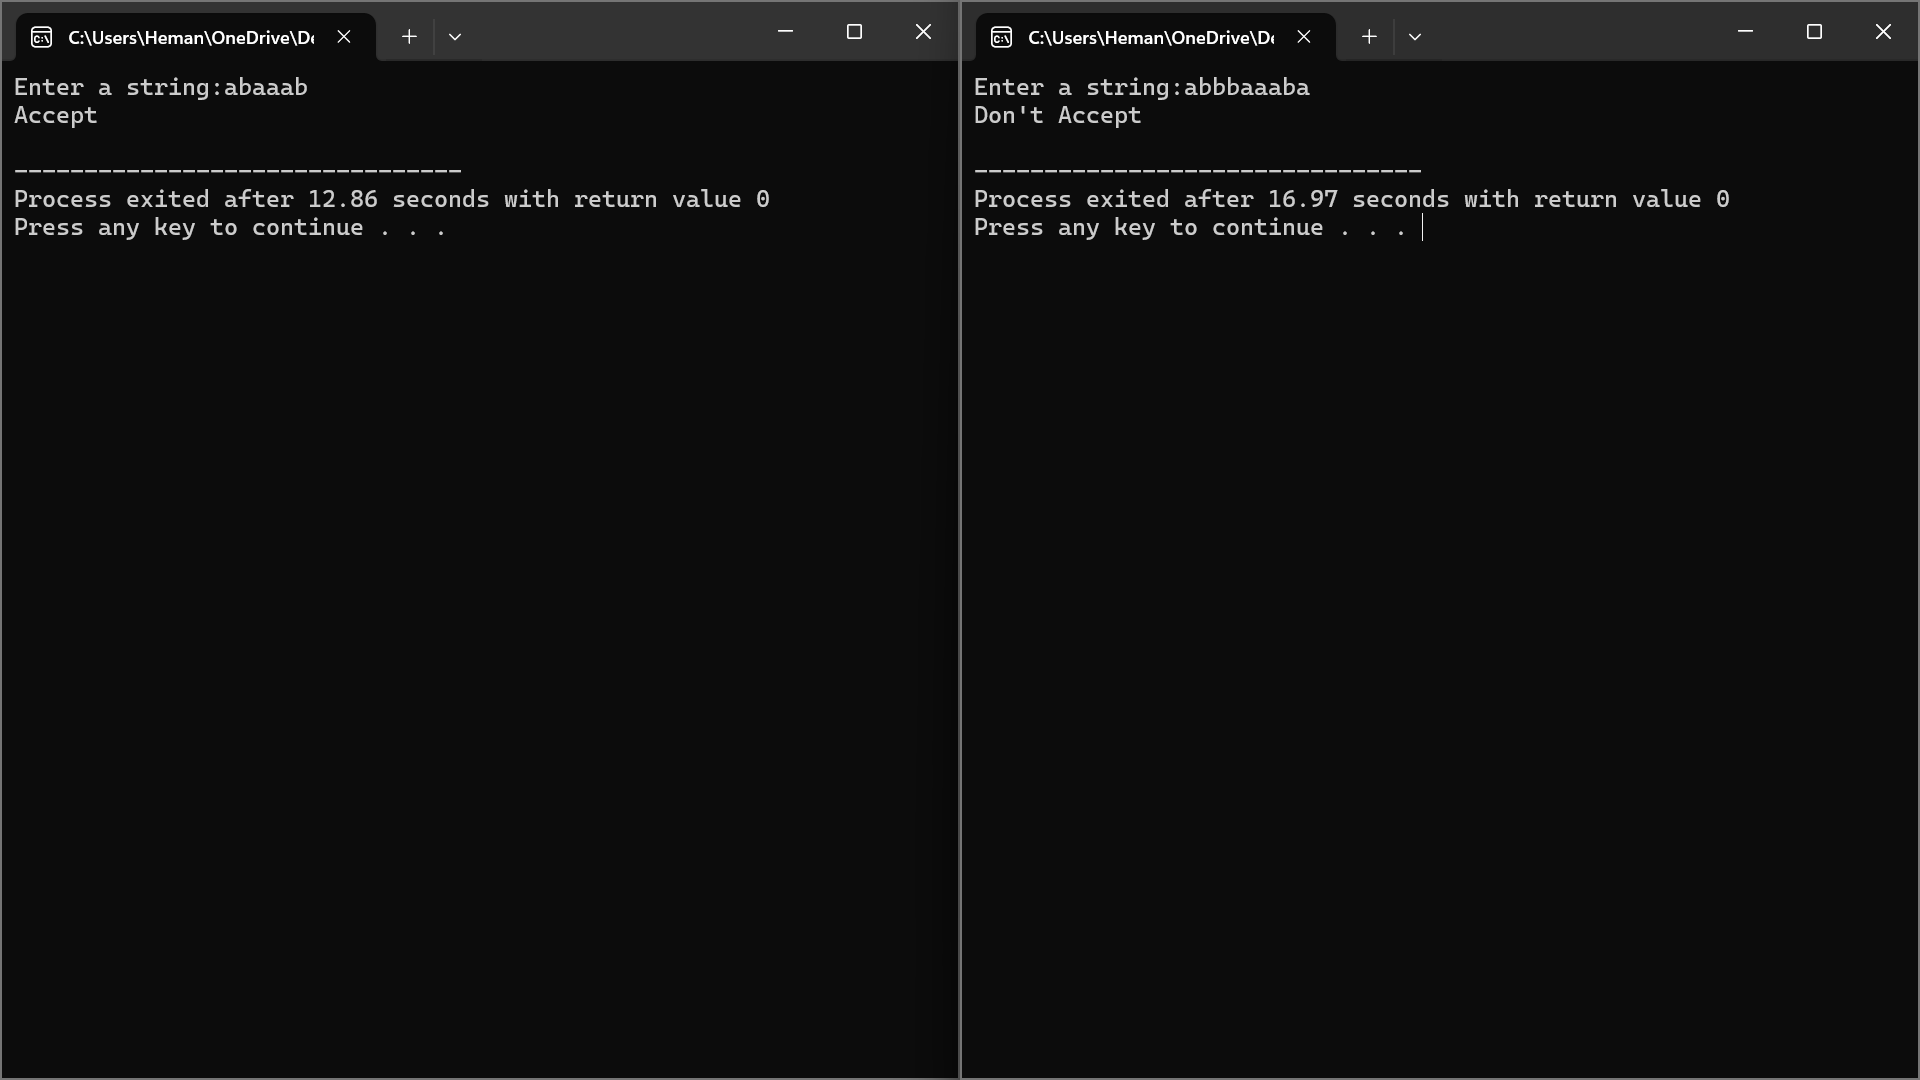 C:\Users\Heman\OneDrive\De
Enter a string:abaaab
Accept
--------------------------------
Process exited after 12.86 seconds with return value 0
Press any key to continue . . .
C:\Users\Heman\OneDrive\De
Enter a string:abbbaaaba
Don't Accept
--------------------------------
Process exited after 16.97 seconds with return value 0
Press any key to continue . . .